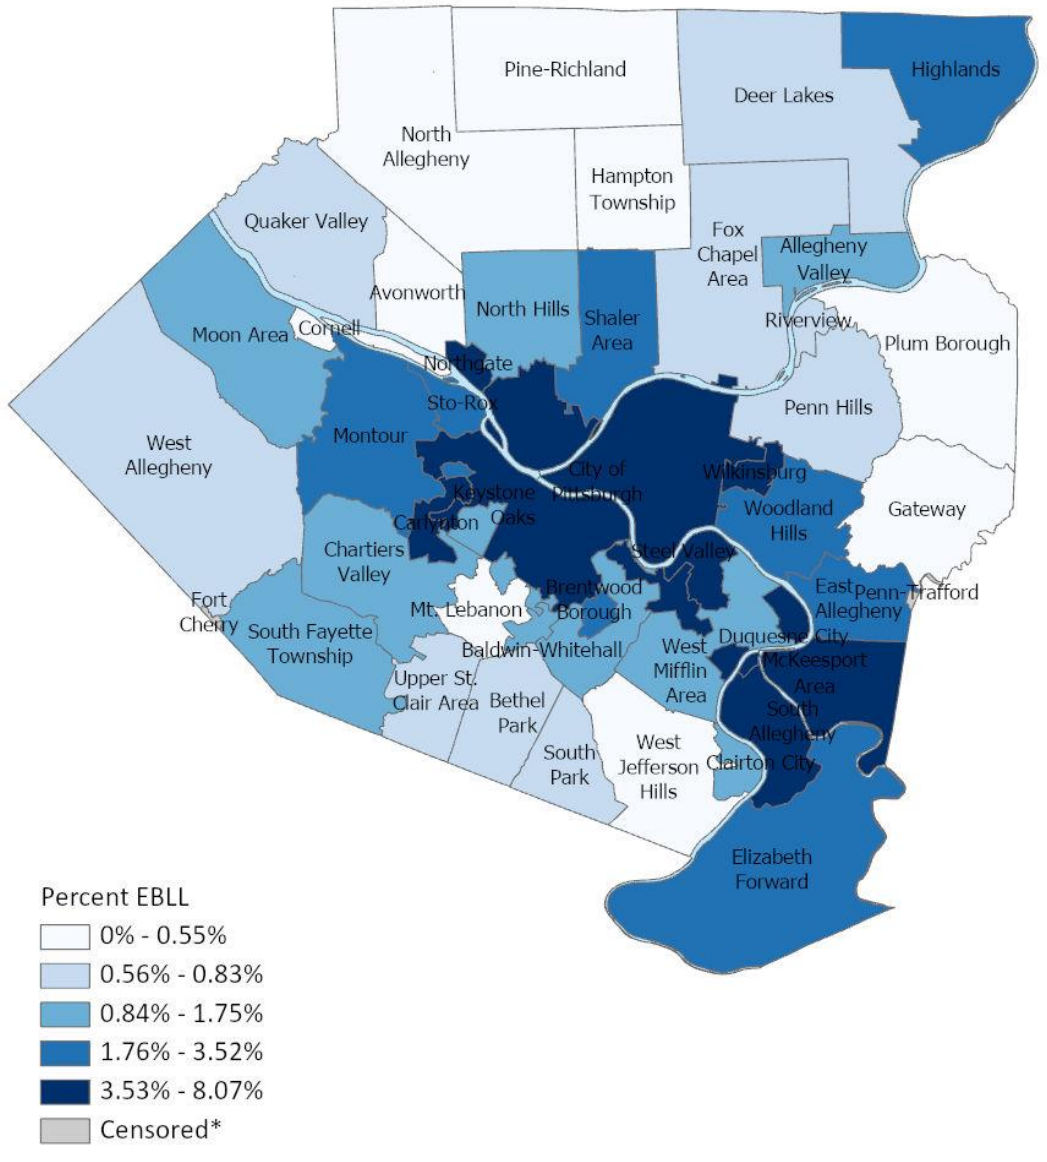 Pine-Richland
Highlands
Deer Lakes
North
Allegheny
Hampton
Township
Quaker Valley
Fox
Chapel
Area
Allegheny
Valley
Avonworth
North Hills
Shaler
Area
Riverview
Cornell
Moon Area
Plum Borough
Northgate
Sto-Rox
Penn Hills
Montour
West
Allegheny
City of
Pittsburgh
Wilkinsburg
Keystone
Oaks
Carlynton
Woodland
Hills
Gateway
Chartiers
Valley
Steel Valley
Brentwood
Borough
East
Allegheny
Penn-Trafford
Fort
Cherry
Mt. Lebanon
South Fayette
Township
Duquesne City
Baldwin-Whitehall
West
Mifflin
Area
McKeesport
Area
Upper St.
Clair Area
Bethel
Park
South
Allegheny
South
Park
West
Jefferson
Hills
Clairton City
Elizabeth
Forward
Percent EBLL
0% - 0.55%
0.56% - 0.83%
0.84% - 1.75%
1.76% - 3.52%
3.53% - 8.07%
Censored*